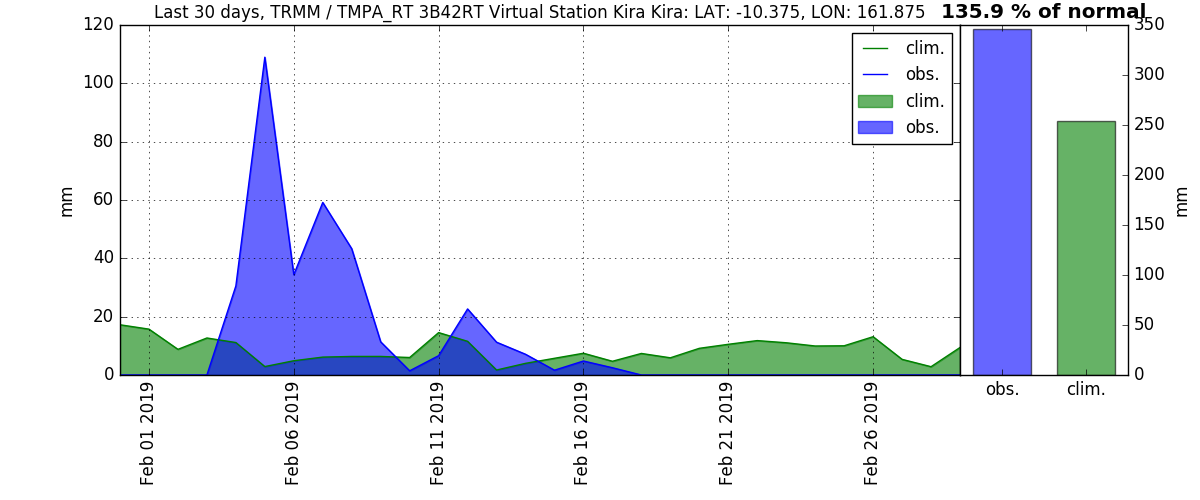 Last 30 days, TRMM / TMPA_RT 3B42RT Virtual Station Kira Kira: LAT: -10.375, LON: 161.875
135.9 % of normal
120
100
80
60
40
20
0
mm
clim.
obs.
clim.
obs.
Feb 01 2019
Feb 06 2019
Feb 11 2019
Feb 16 2019
Feb 21 2019
Feb 26 2019
350
300
250
200
150
100
50
0
mm
obs.
clim.